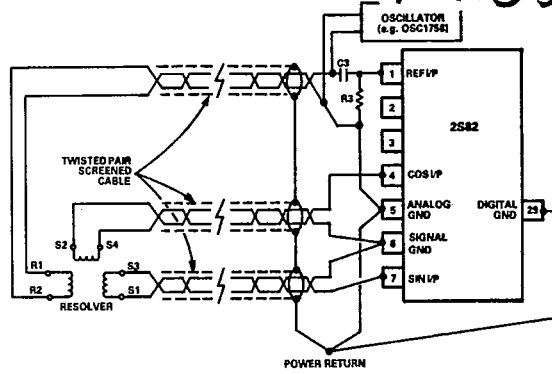 OSCILLATOR
(e.g. OSC1758)
C3
R3
1 REF I/P
2
3
2S82
4 COS I/P
5 ANALOG GND
DIGITAL GND 29
6 SIGNAL GND
7 SIN I/P
TWISTED PAIR
SCREENED
CABLE
S2 S4
R1
R2
S3
S1
RESOLVER
POWER RETURN